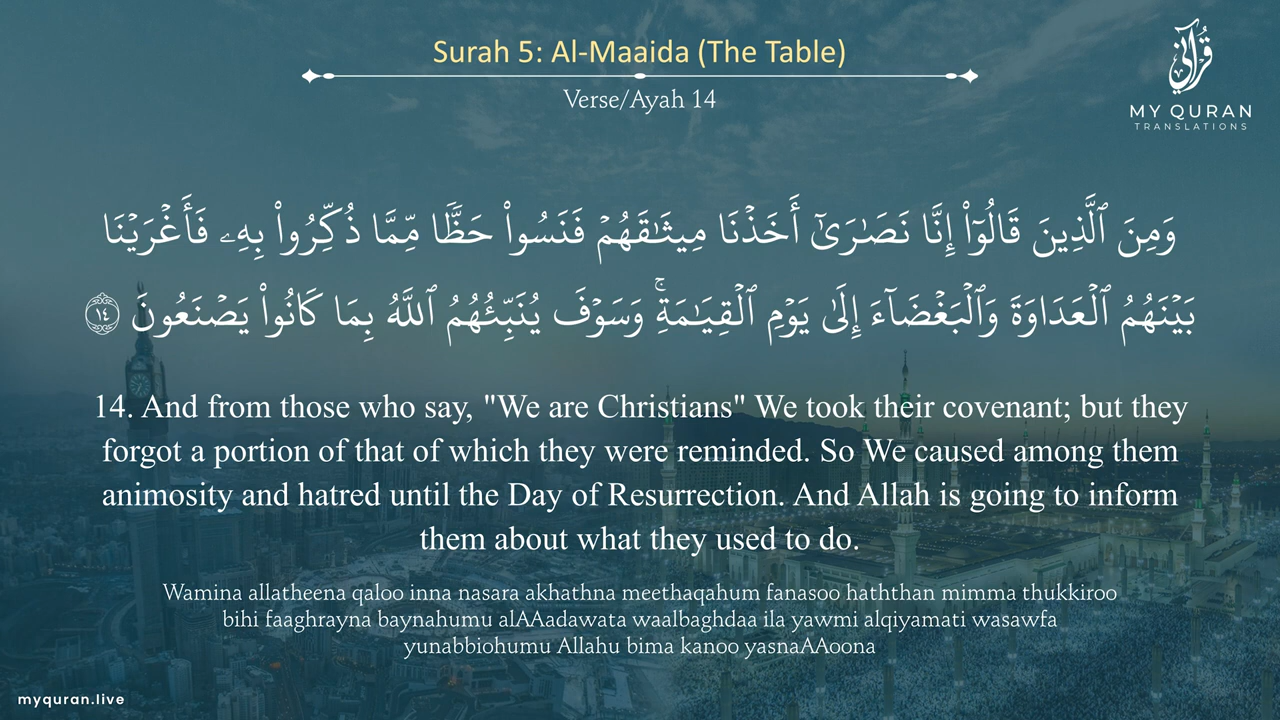 Surah 5: Al-Maaida (The Table)
Verse/Ayah 14
قُرْآنِي
MY QURAN
TRANSLATIONS
وَمِنَ ٱلَّذِينَ قَالُوٓا۟ إِنَّا نَصَـٰرَىٰٓ أَخَذْنَا مِيثَـٰقَهُمْ فَنَسُوا۟ حَظًّا مِّمَّا ذُكِّرُوا۟ بِهِۦ فَأَغْرَيْنَا
بَيْنَهُمُ ٱلْعَدَاوَةَ وَٱلْبَغْضَآءَ إِلَىٰ يَوْمِ ٱلْقِيَـٰمَةِ ۚ وَسَوْفَ يُنَبِّئُهُمُ ٱللَّهُ بِمَا كَانُوا۟ يَصْنَعُونَ ١٤
14. And from those who say, "We are Christians" We took their covenant; but they
forgot a portion of that of which they were reminded. So We caused among them
animosity and hatred until the Day of Resurrection. And Allah is going to inform
them about what they used to do.
Wamina allatheena qaloo inna nasara akhathna meethaqahum fanasoo haththan mimma thukkiroo
bihi faaghrayna baynahumu alAAadawata waalbaghdaa ila yawmi alqiyamati wasawfa
yunabbiohumu Allahu bima kanoo yasnaAAoona
myquran.live